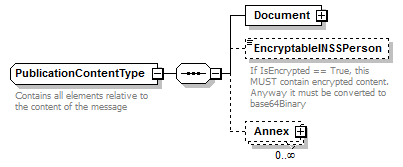 Document
EncryptableINSSPerson
PublicationContentType
If IsEncrypted == True, this
MUST contain encrypted content.
Anyway it must be converted to
base64Binary
Contains all elements relative to
the content of the message
Annex
0..∞